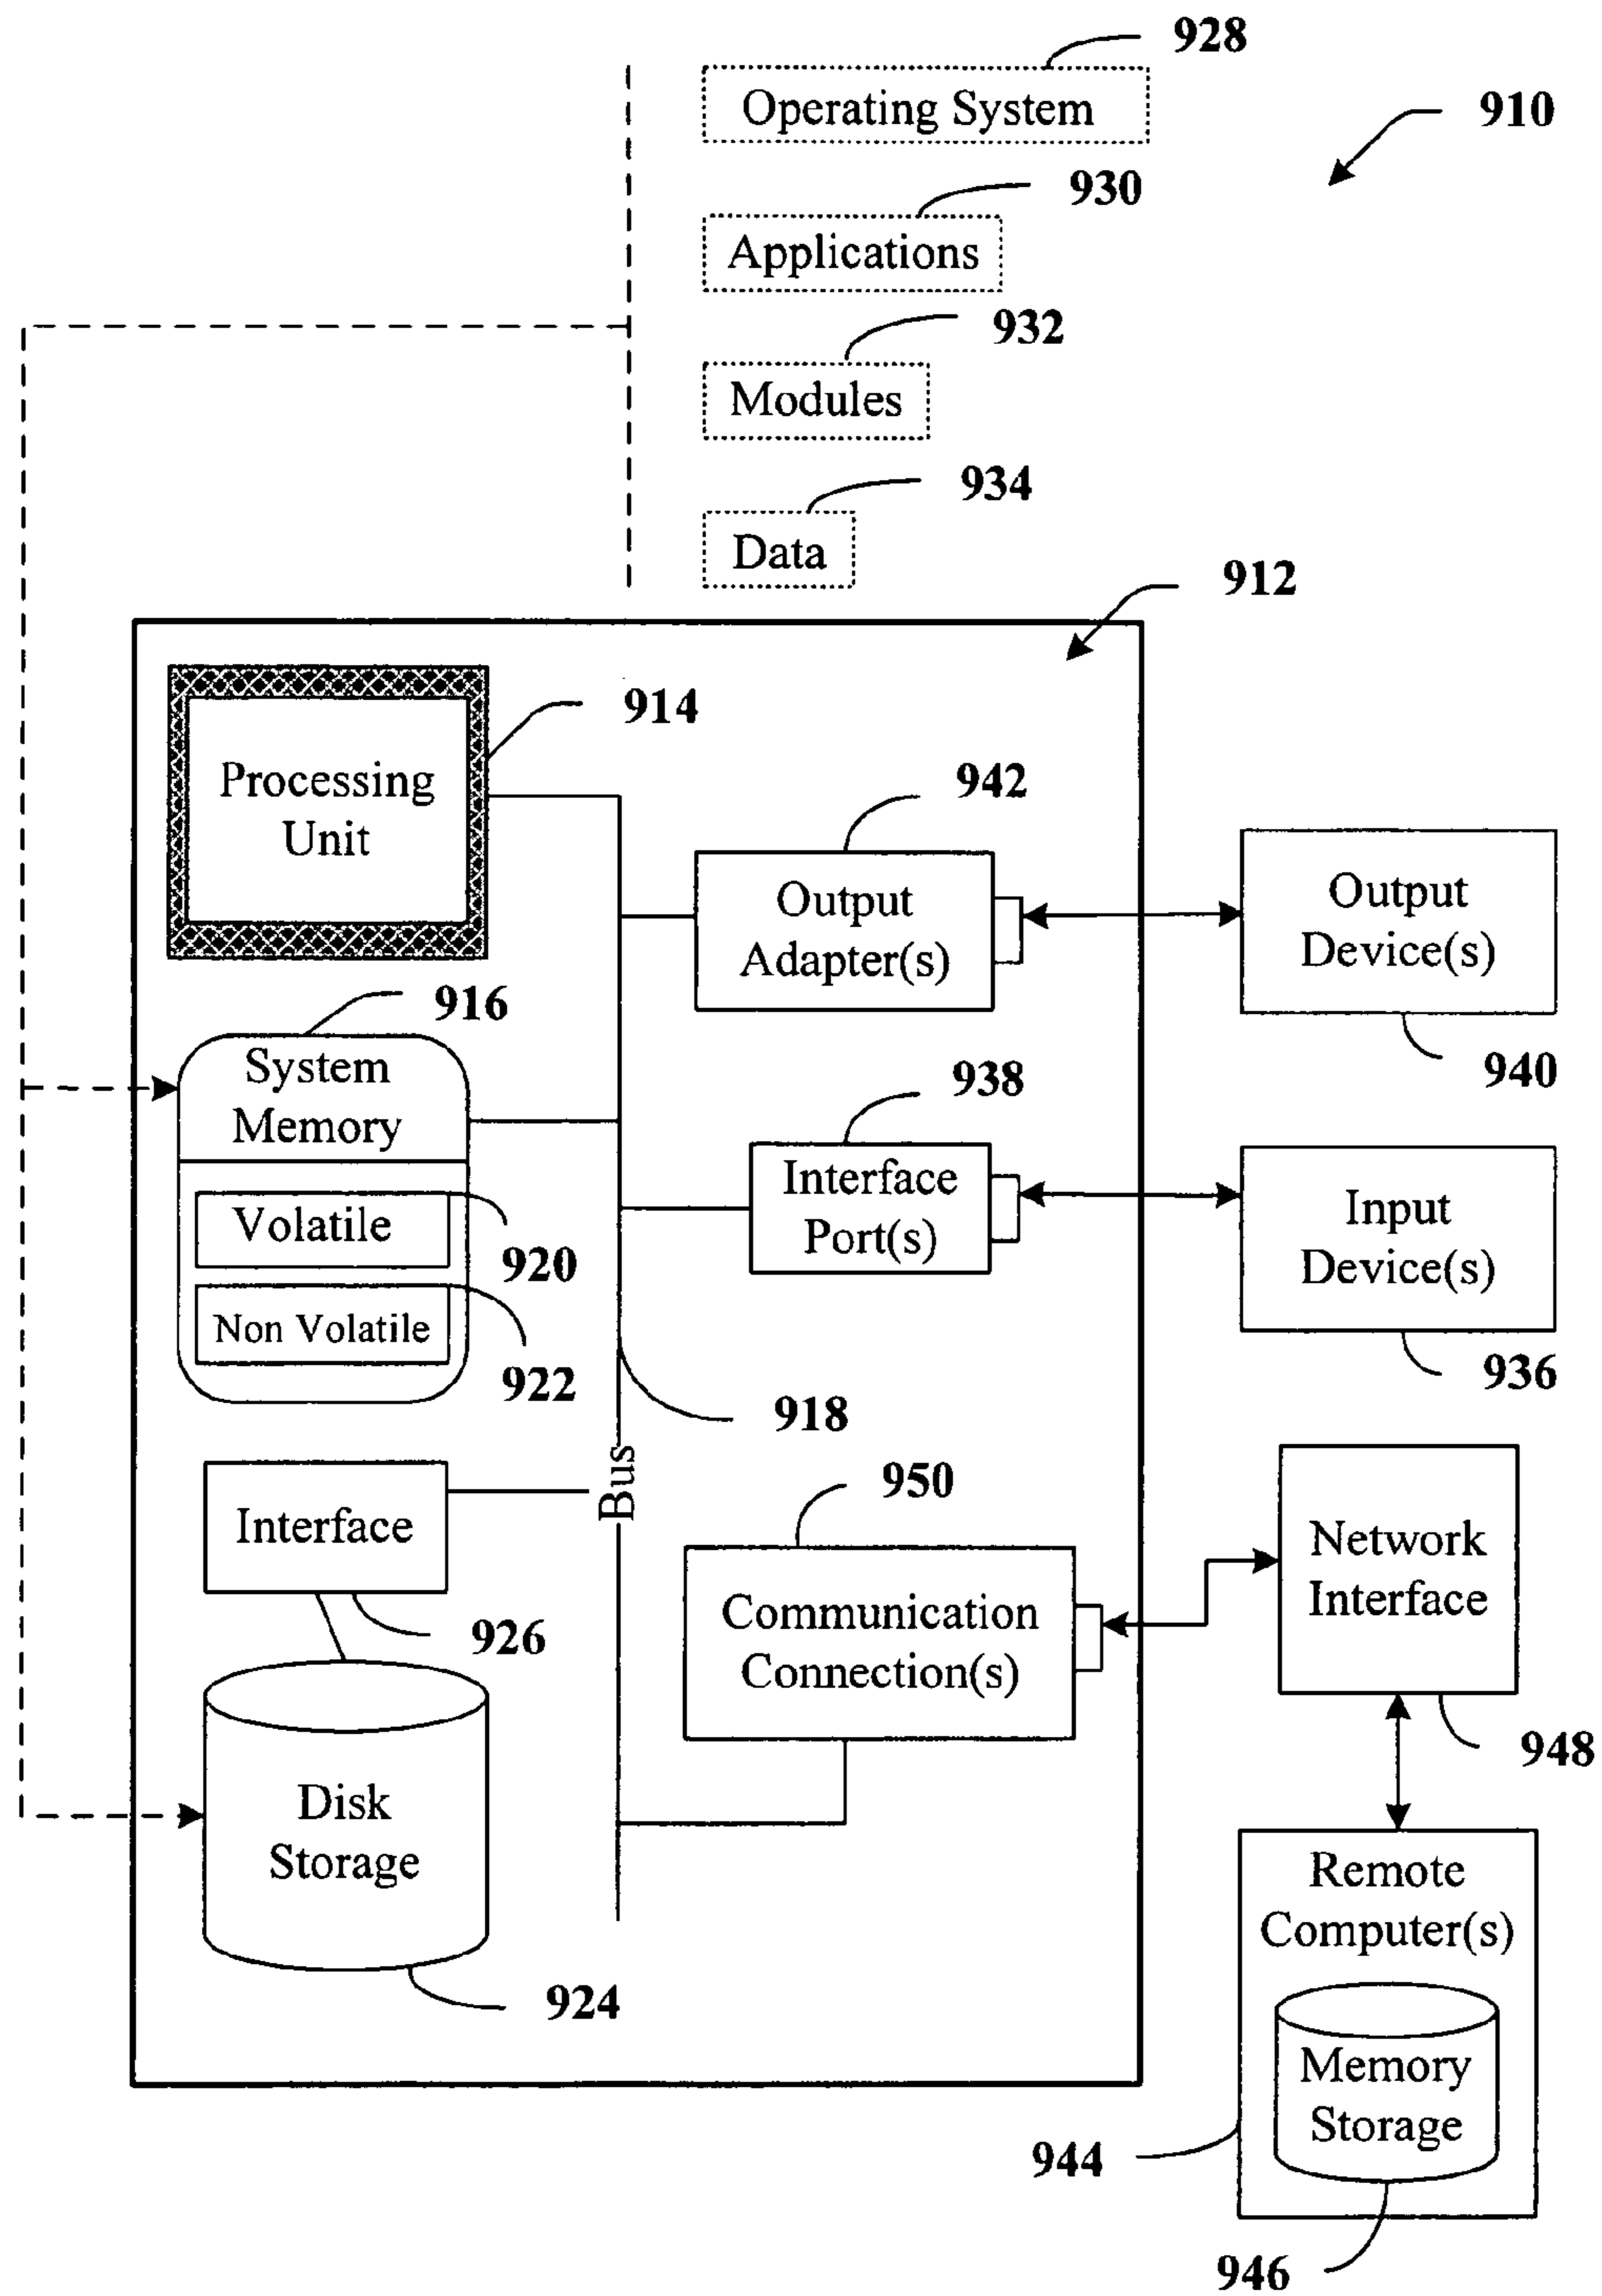 928
Operating System
910
930
Applications
932
Modules
934
Data
912
914
Processing
Unit
942
Output
Adapter(s)
Output
Device(s)
940
916
System
Memory
938
Interface
Port(s)
Input
Device(s)
936
Volatile
920
Non Volatile
922
918
Bus
950
Interface
926
Communication
Connection(s)
Network
Interface
948
Disk
Storage
924
Remote
Computer(s)
Memory
Storage
944
946